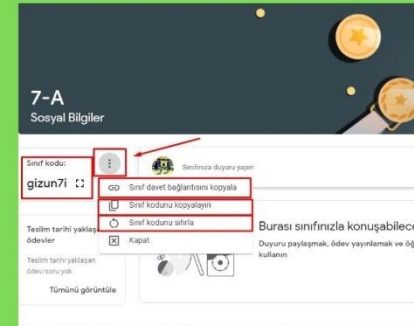 7-A
Sosyal Bilgiler
Sınıf kodu:
gizun7i
Sınıfınıza duyuru yapın
Sınıf davet bağlantısını kopyala
Sınıf kodunu kopyalayın
Sınıf kodunu sıfırla
Kapat
Teslim tarihi yaklaş
ödevler
Teslim tarihi yaklaşan
ödev/soru yok
Tümünü görüntüle
Burası sınıfınızla konuşabilece
Duyuru paylaşmak, ödev yayınlamak ve öğ
kullanın